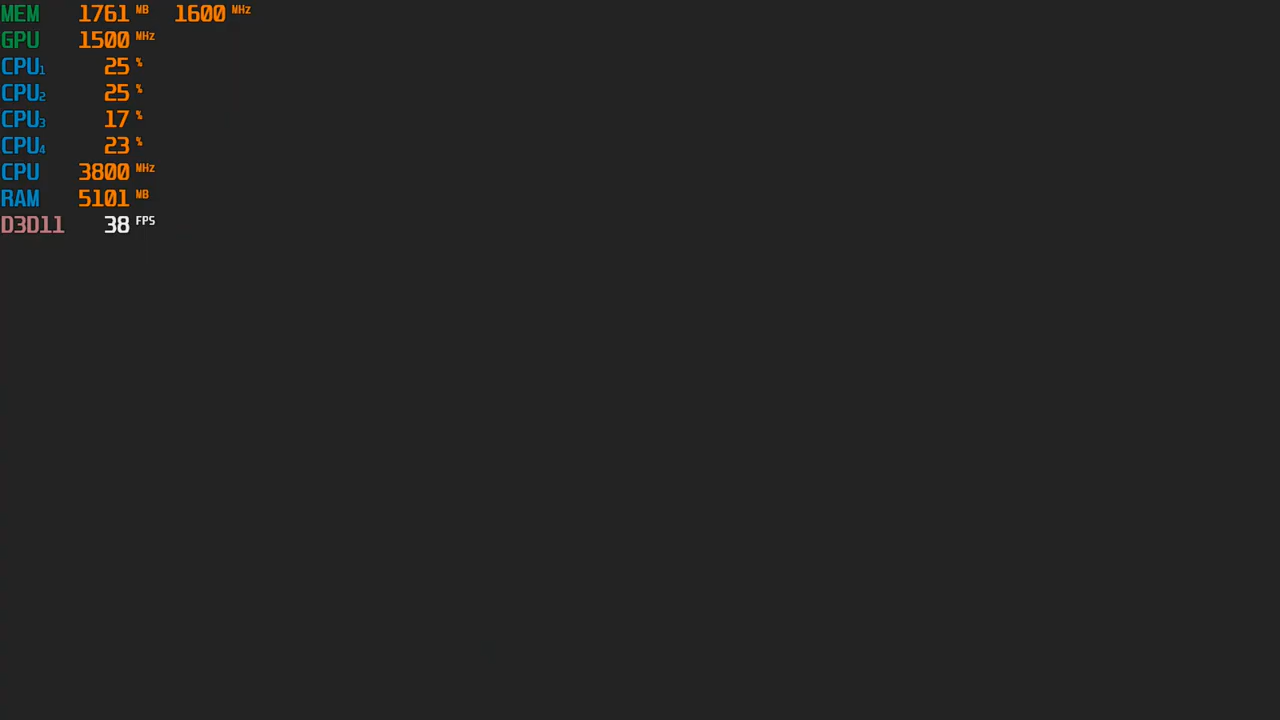 MEM 1761 MB 1600 MHz
GPU 1500 MHz
CPU1 25 %
CPU2 25 %
CPU3 17 %
CPU4 23 %
CPU 3800 MHz
RAM 5101 MB
D3D11 38 FPS